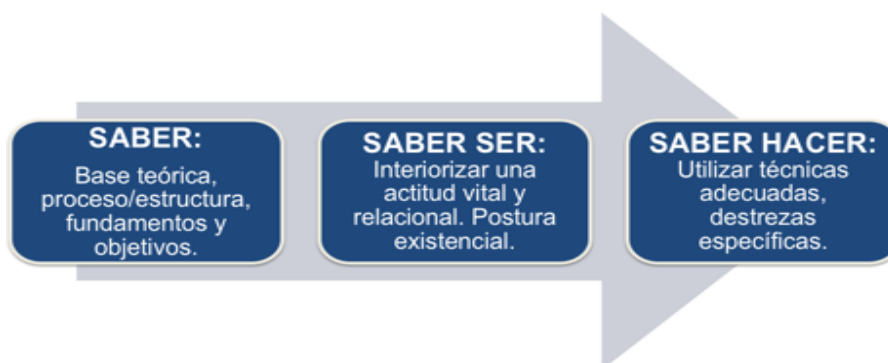 SABER:
Base teórica,
proceso/estructura,
fundamentos y
objetivos.
SABER SER:
Interiorizar una
actitud vital y
relacional. Postura
existencial.
SABER HACER:
Utilizar técnicas
adecuadas,
destrezas
específicas.